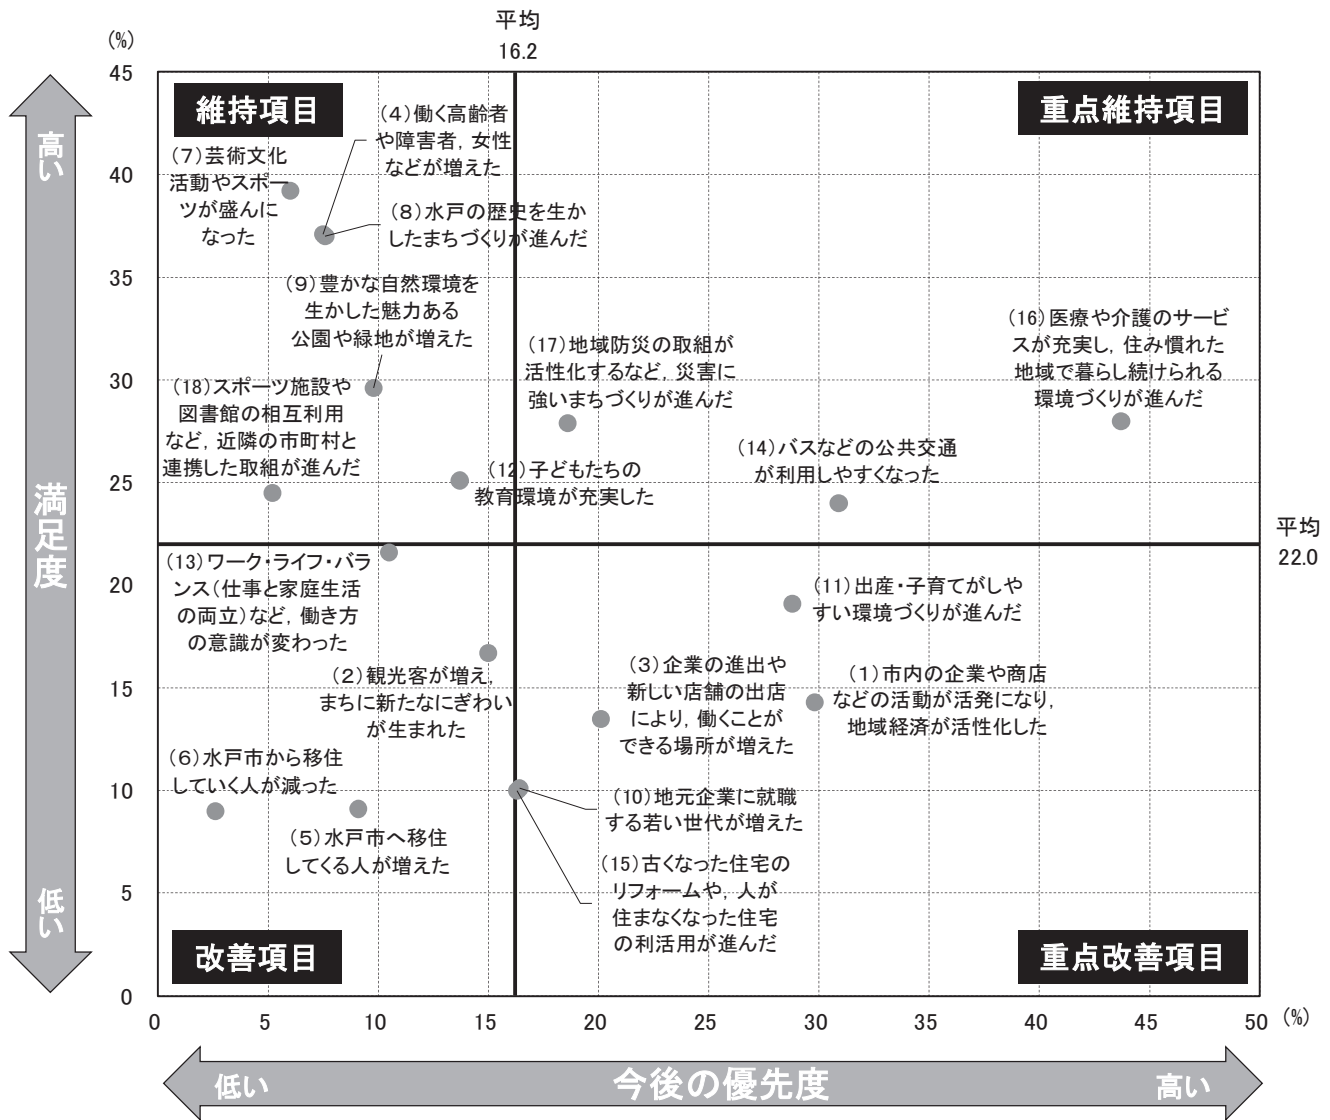 平均
16.2
(%)
45
40
35
30
25
20
15
10
5
0
高い
満足度
低い
維持項目
重点維持項目
(4)働く高齢者
や障害者，女性
などが増えた
(7)芸術文化
活動やスポー
ツが盛んに
なった
(8)水戸の歴史を生か
したまちづくりが進んだ
(9)豊かな自然環境を
生かした魅力ある
公園や緑地が増えた
(17)地域防災の取組が
活性化するなど，災害に
強いまちづくりが進んだ
(16)医療や介護のサービ
スが充実し，住み慣れた
地域で暮らし続けられる
環境づくりが進んだ
(18)スポーツ施設や
図書館の相互利用
など，近隣の市町村と
連携した取組が進んだ
(14)バスなどの公共交通
が利用しやすくなった
(12)子どもたちの
教育環境が充実した
平均
22.0
(13)ワーク・ライフ・バラ
ンス（仕事と家庭生活
の両立）など，働き方
の意識が変わった
(11)出産・子育てがしや
すい環境づくりが進んだ
(2)観光客が増え，
まちに新たなにぎわい
が生まれた
(3)企業の進出や
新しい店舗の出店
により，働くことが
できる場所が増えた
(1)市内の企業や商店
などの活動が活発になり，
地域経済が活性化した
(6)水戸市から移住
していく人が減った
(5)水戸市へ移住
してくる人が増えた
(10)地元企業に就職
する若い世代が増えた
(15)古くなった住宅の
リフォームや，人が
住まなくなった住宅
の利活用が進んだ
改善項目
重点改善項目
0 5 10 15 20 25 30 35 40 45 50 (%)
低い 今後の優先度 高い